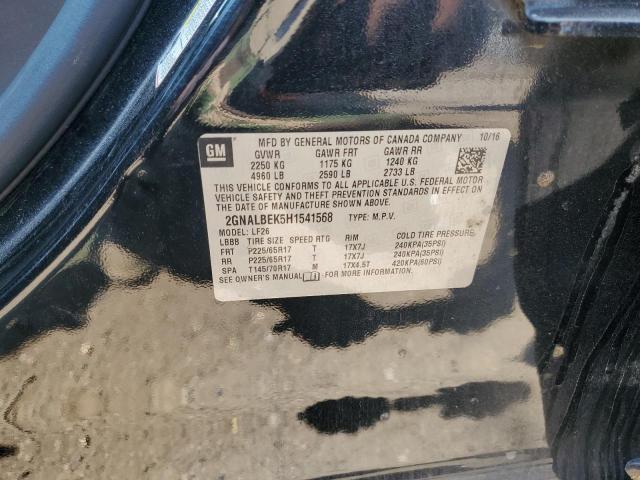 GM
MFD BY GENERAL MOTORS OF CANADA COMPANY 10/16
GVWR GAWR FRT GAWR RR
2250 KG 1175 KG 1240 KG
4960 LB 2590 LB 2733 LB
THIS VEHICLE CONFORMS TO ALL APPLICABLE U.S. FEDERAL MOTOR
VEHICLE SAFETY AND THEFT PREVENTION STANDARDS IN EFFECT ON
THE DATE OF MANUFACTURE SHOWN ABOVE.
2GNALBEK5H1541568 TYPE: M.P.V.
MODEL: LF26
LBBB TIRE SIZE SPEED RTG RIM COLD TIRE PRESSURE
FRT P225/65R17 T 17X7J 240KPA(35PSI)
RR P225/65R17 T 17X7J 240KPA(35PSI)
SPA T145/70R17 M 17X4.5T 420KPA(60PSI)
SEE OWNER'S MANUAL FOR MORE INFORMATION